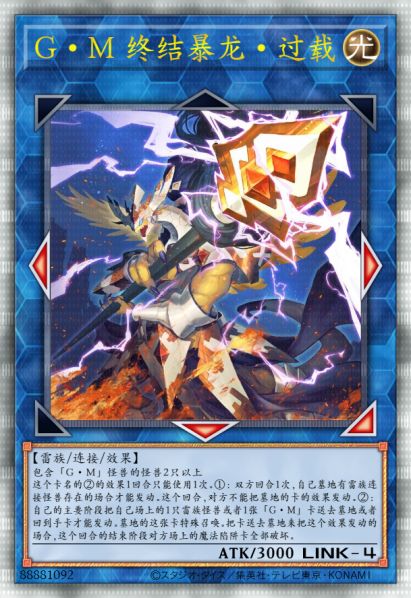 G・M 终结暴龙・过载
光
【雷族/连接/效果】
包含「G・M」怪兽的怪兽2只以上
这个卡名的②的效果1回合只能使用1次。①：双方回合1次，自己墓地有雷族连
接怪兽存在的场合才能发动。这个回合，对方不能把墓地的卡的效果发动。②：
自己的主要阶段把自己场上的1只雷族怪兽或者1张「G・M」卡送去墓地或者
回到手卡才能发动。墓地的这张卡特殊召唤。把卡送去墓地来把这个效果发动的
场合，这个回合的结束阶段对方场上的魔法陷阱卡全部破坏。
ATK/3000 LINK-4
88881092
©スタジオ・ダイス／集英社・テレビ東京・KONAMI